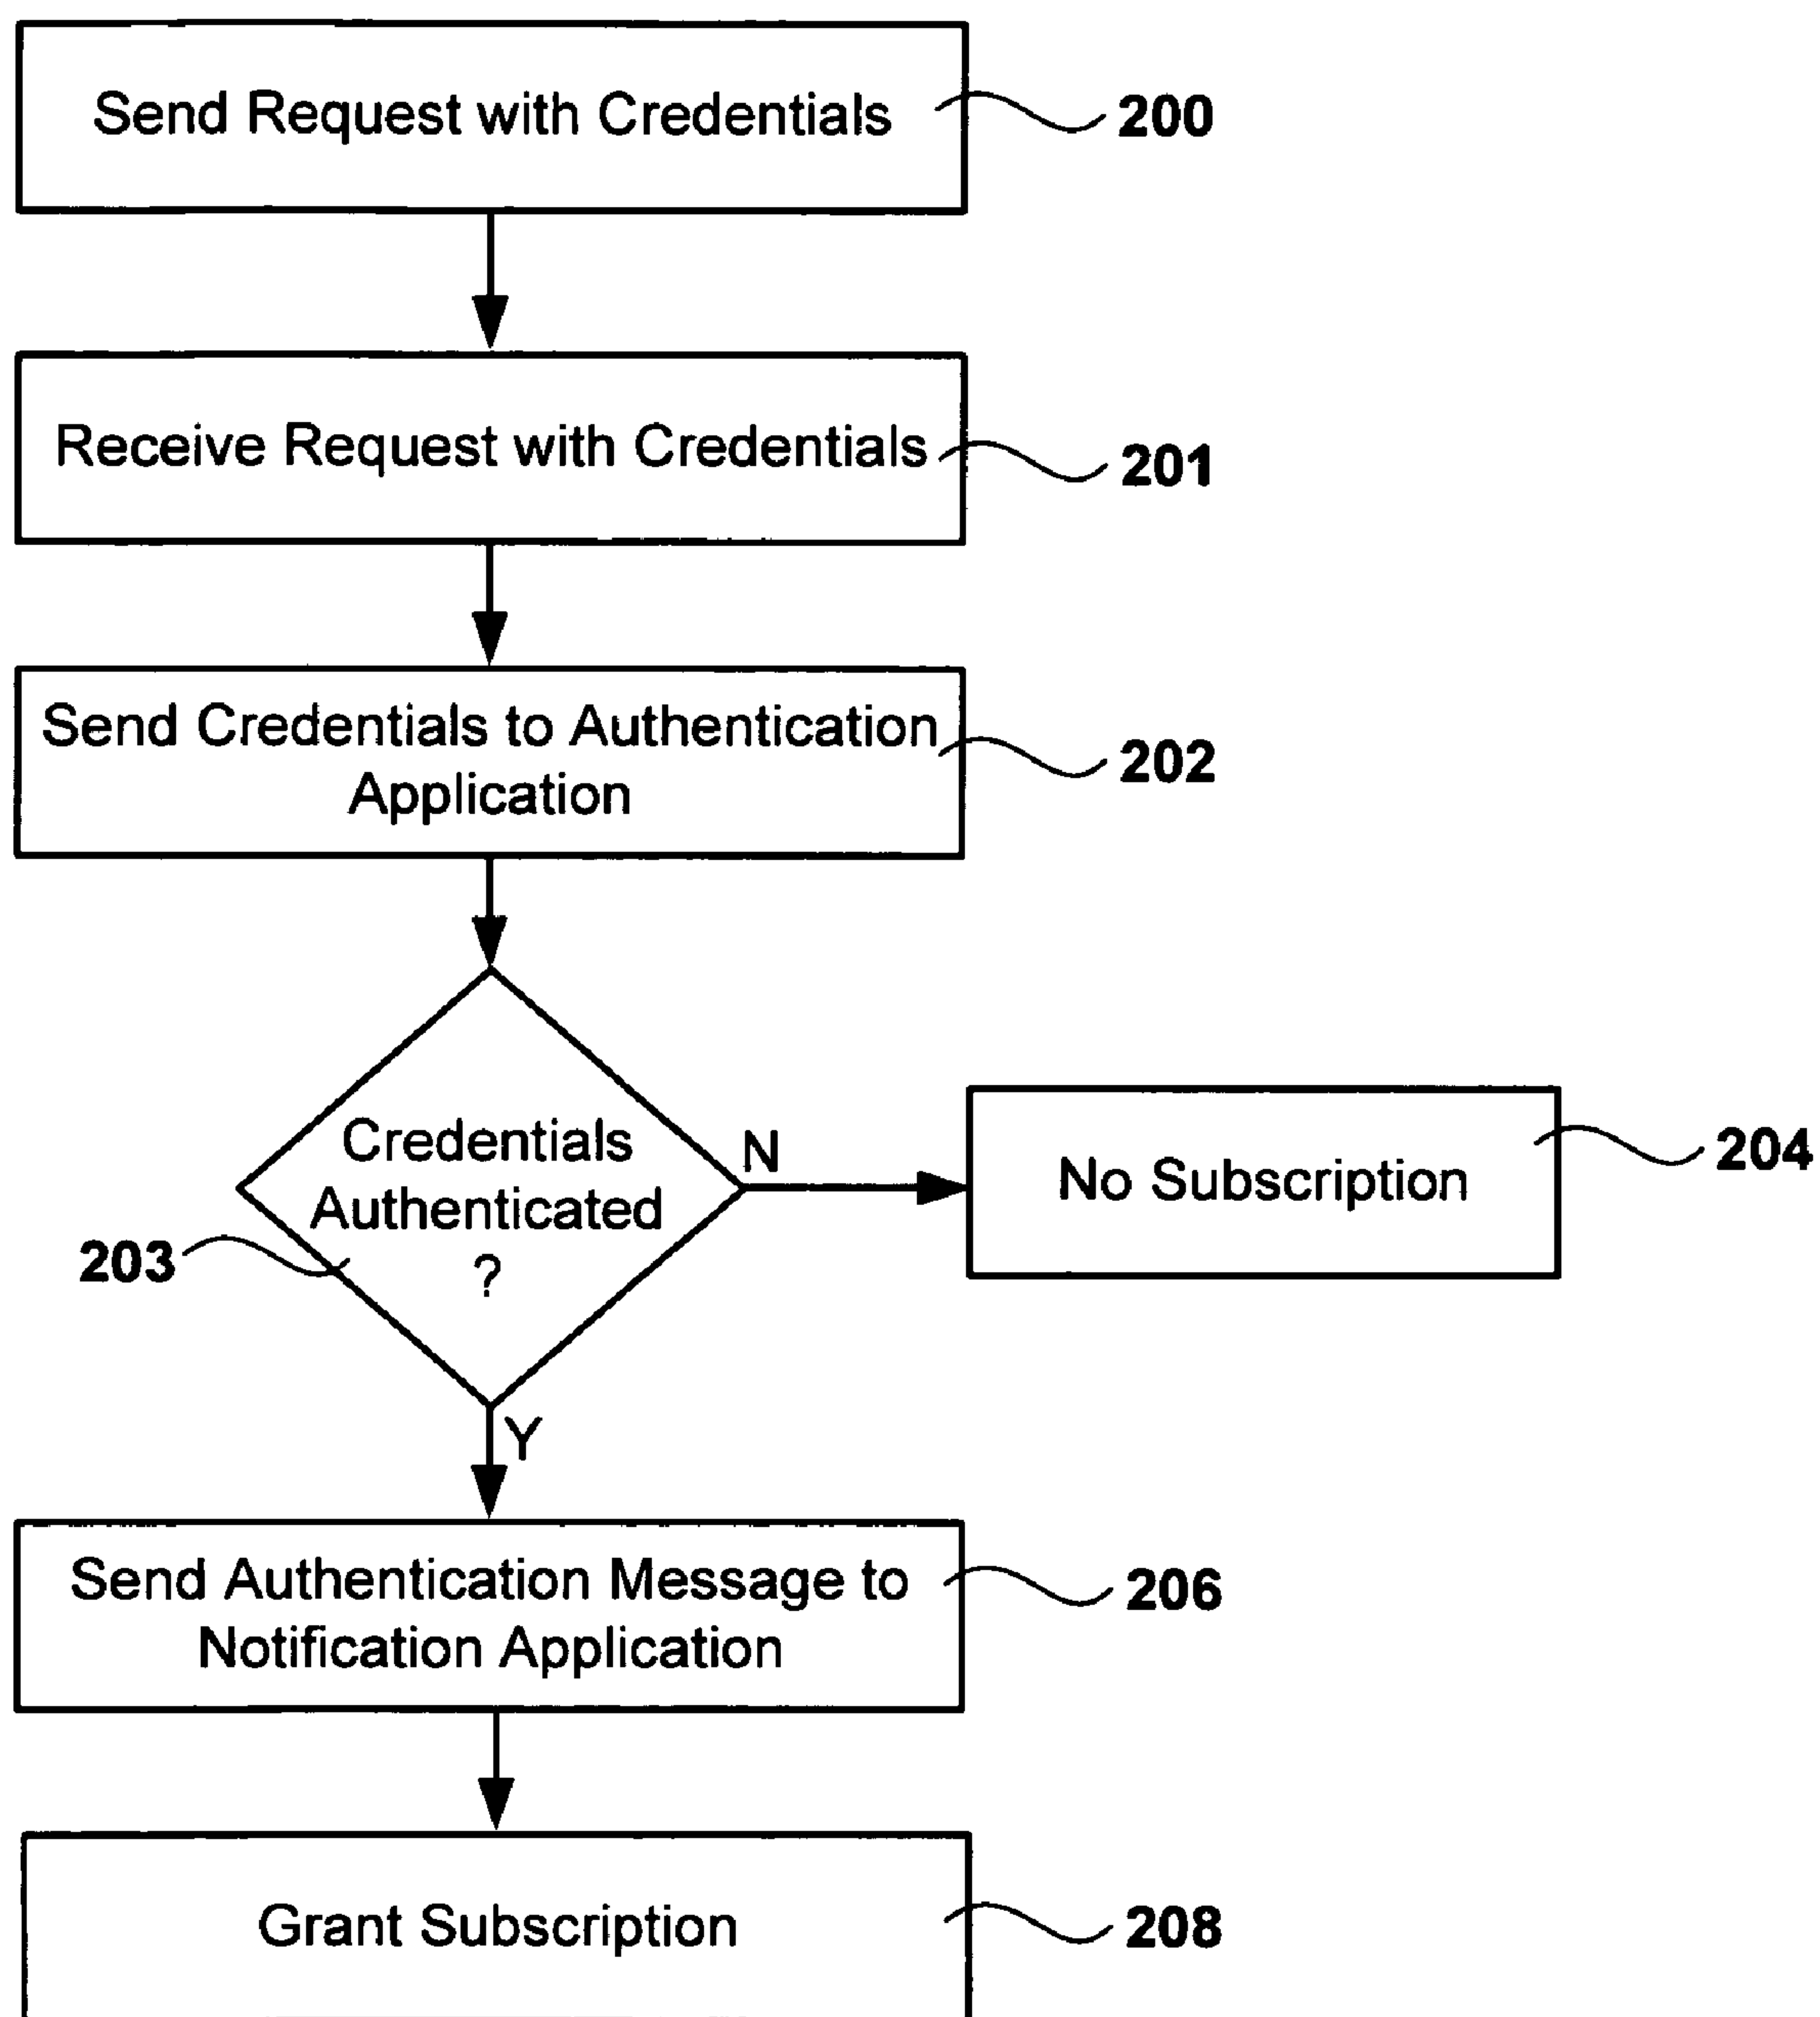 Send Request with Credentials
200
Receive Request with Credentials
201
Send Credentials to Authentication
Application
202
Credentials
Authenticated
?
203
N
No Subscription
204
Y
Send Authentication Message to
Notification Application
206
Grant Subscription
208